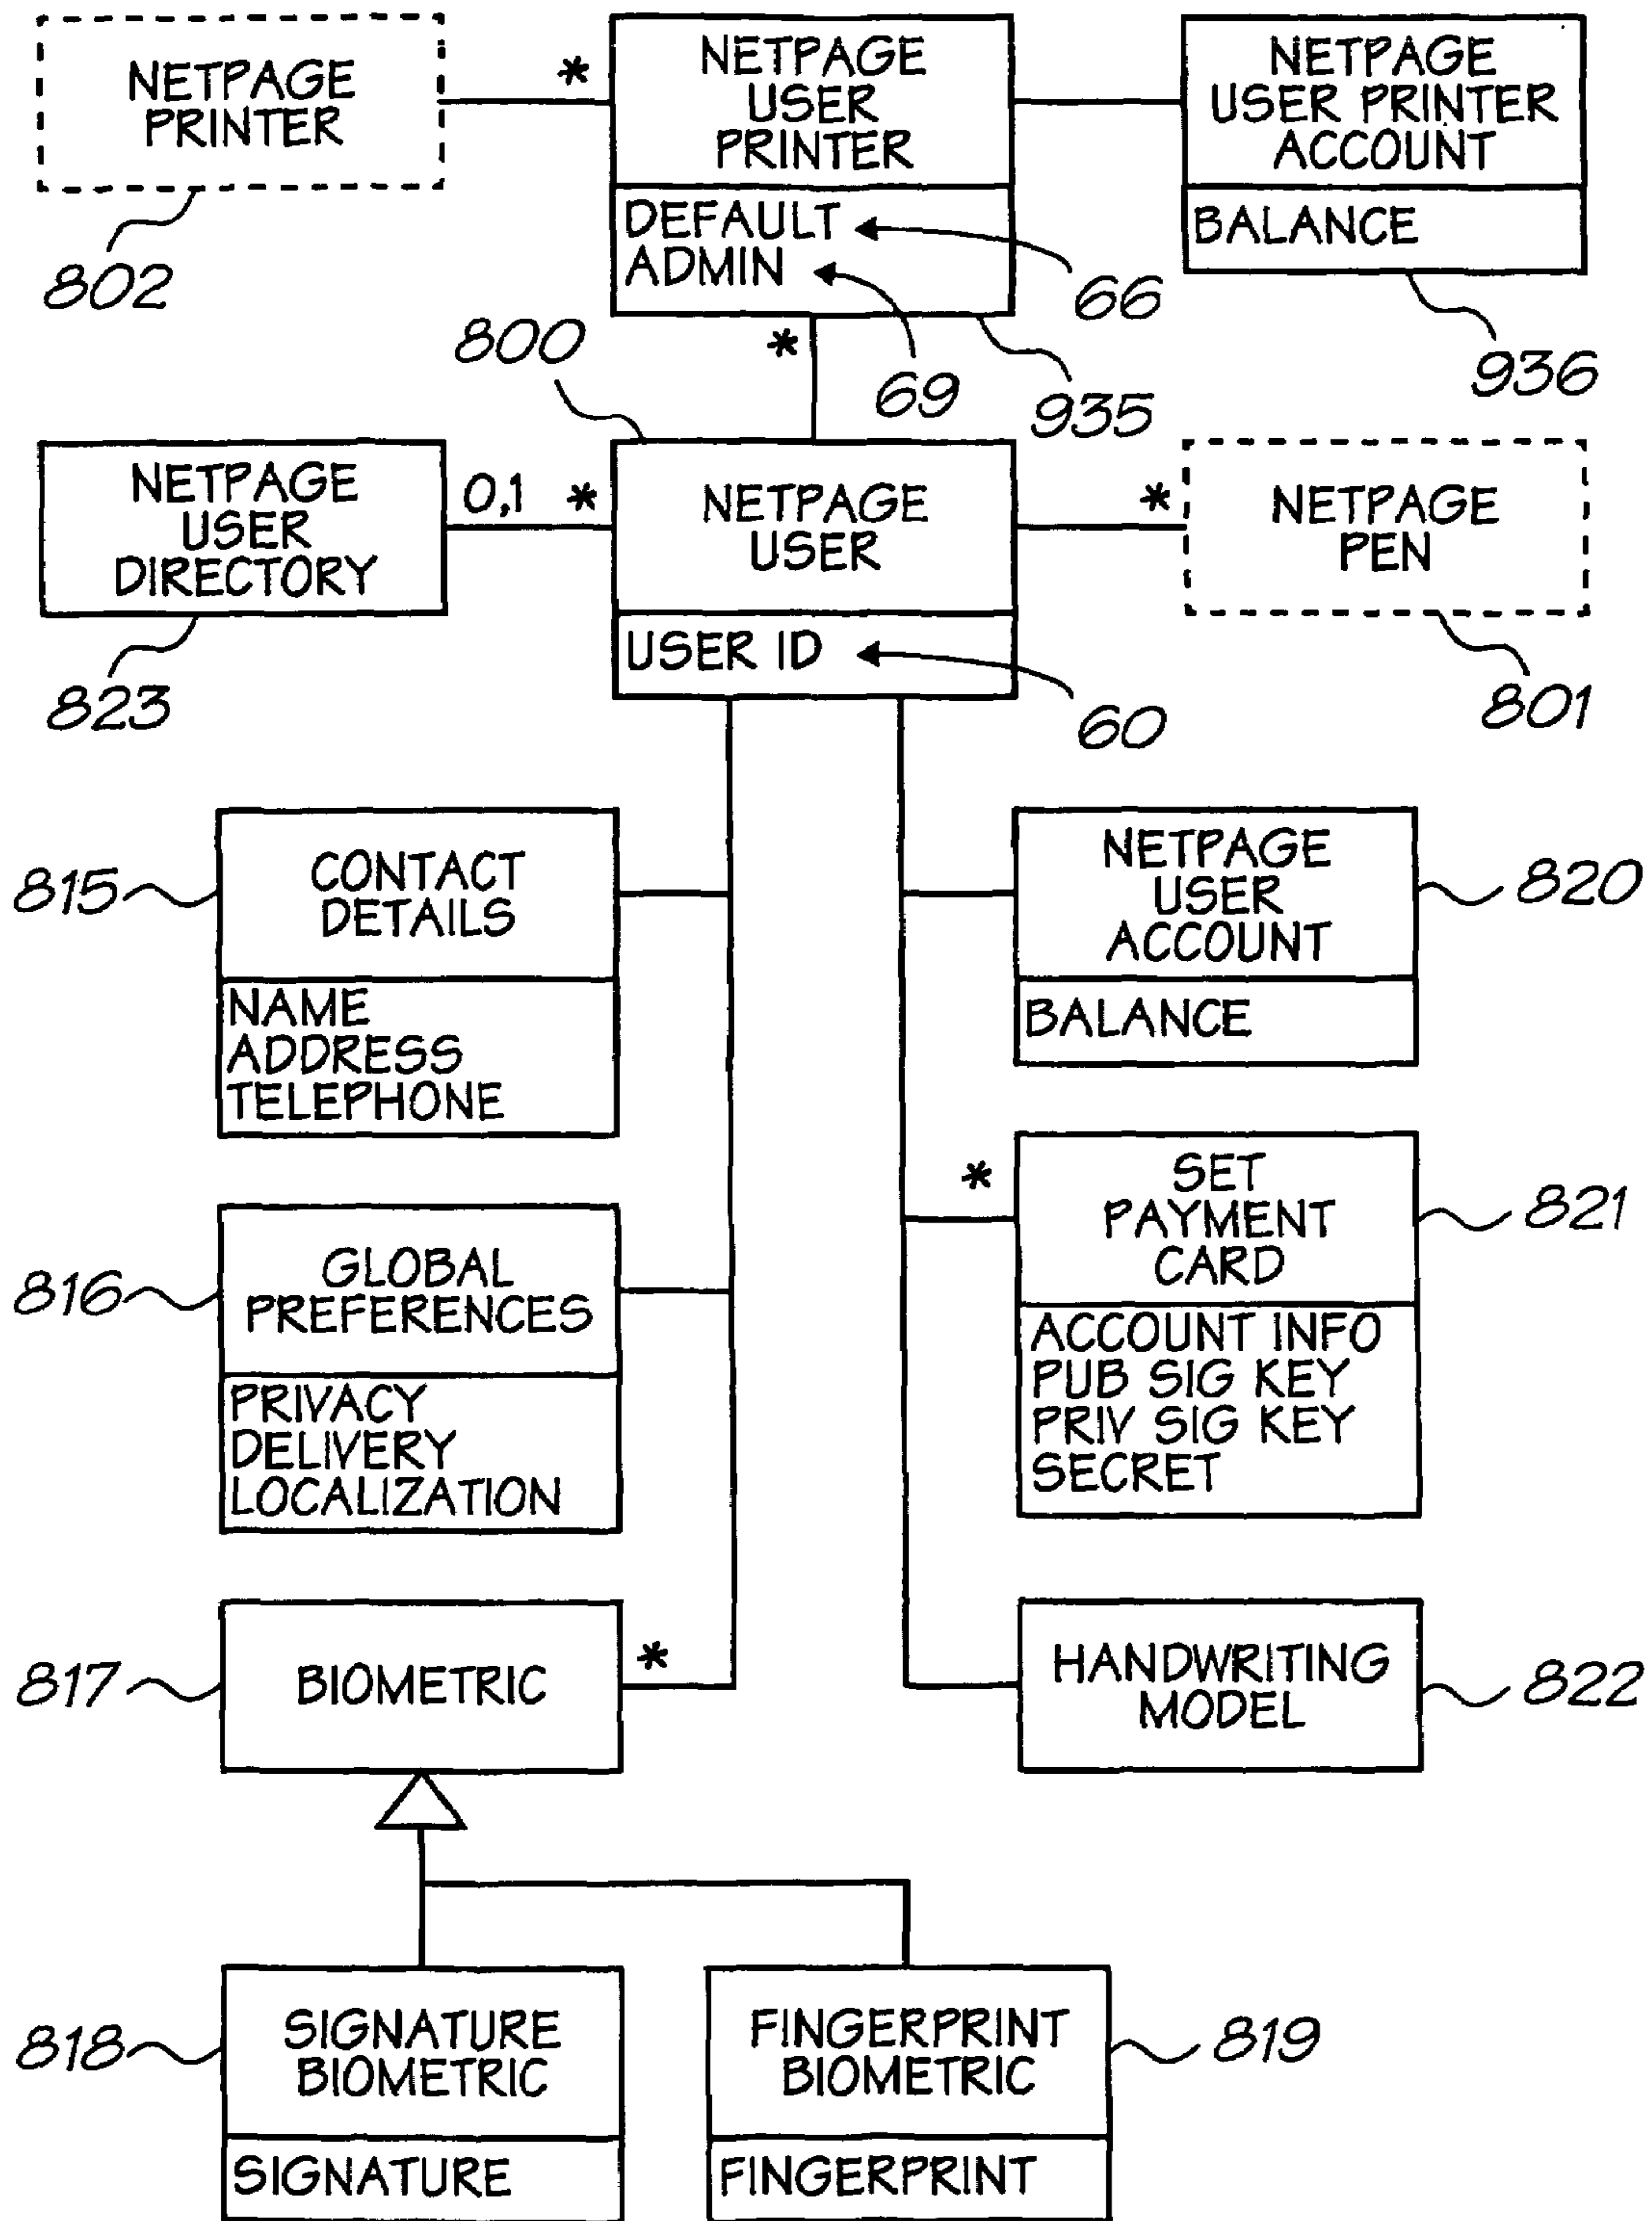 NETPAGE
PRINTER
802
*
NETPAGE
USER
PRINTER
DEFAULT
ADMIN
66
69
935
NETPAGE
USER PRINTER
ACCOUNT
BALANCE
936
*
800
NETPAGE
USER
DIRECTORY
823
0,1 *
NETPAGE
USER
USER ID
60
*
NETPAGE
PEN
801
815
CONTACT
DETAILS
NAME
ADDRESS
TELEPHONE
NETPAGE
USER
ACCOUNT
BALANCE
820
816
GLOBAL
PREFERENCES
PRIVACY
DELIVERY
LOCALIZATION
*
SET
PAYMENT
CARD
ACCOUNT INFO
PUB SIG KEY
PRIV SIG KEY
SECRET
821
817
BIOMETRIC
*
HANDWRITING
MODEL
822
818
SIGNATURE
BIOMETRIC
SIGNATURE
FINGERPRINT
BIOMETRIC
FINGERPRINT
819